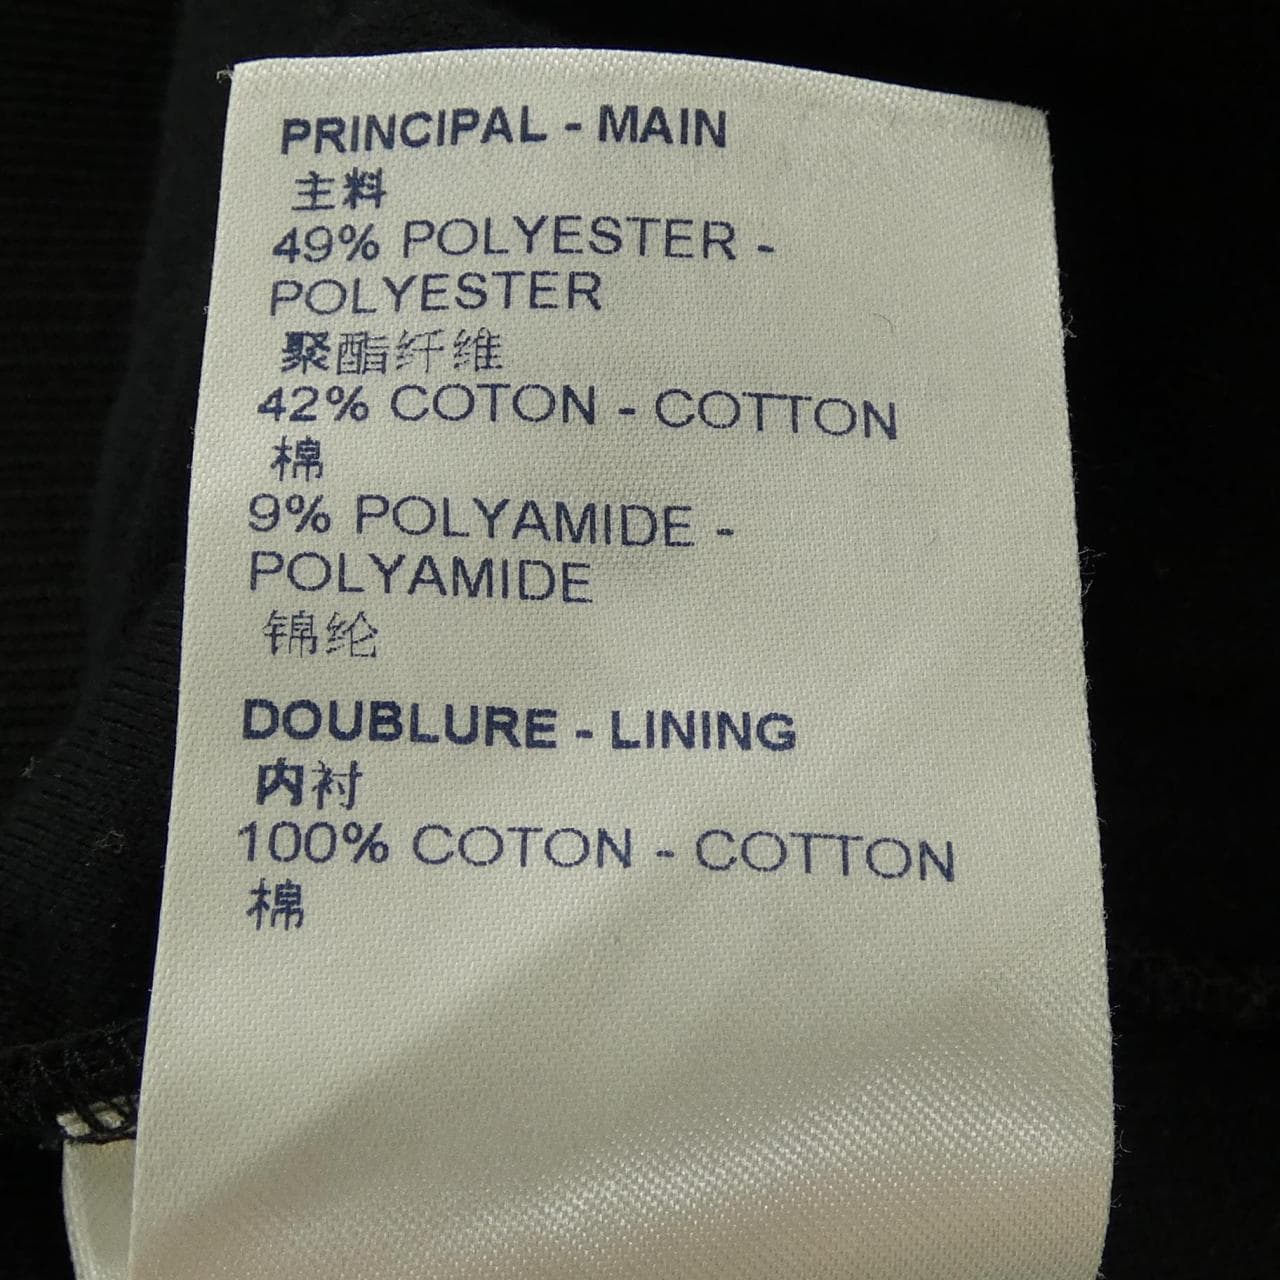 PRINCIPAL - MAIN
主料
49% POLYESTER -
POLYESTER
聚酯纤维
42% COTON - COTTON
棉
9% POLYAMIDE -
POLYAMIDE
锦纶
DOUBLURE - LINING
内衬
100% COTON - COTTON
棉